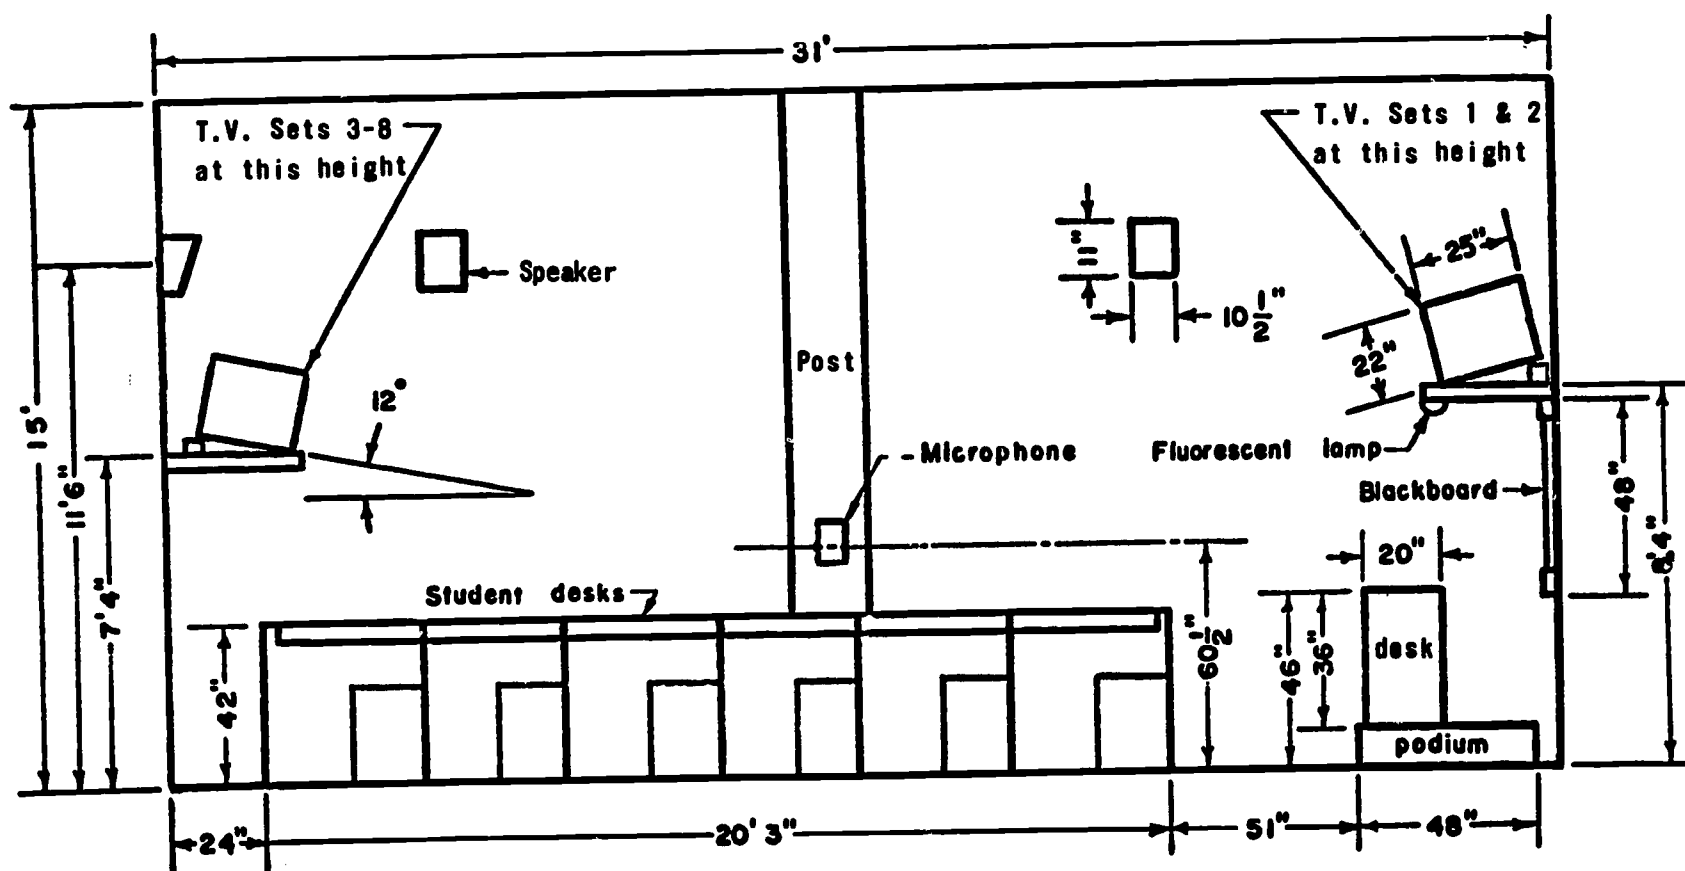 31'
T.V. Sets 3-8
at this height
T.V. Sets 1 & 2
at this height
Speaker
11"
10 1/2"
25"
22"
Post
12°
15'
11'6"
7'4"
Microphone
Fluorescent lamp
Blackboard
48"
8'4"
20"
Student desks
60 1/2"
46"
36"
desk
42"
podium
24"
20'3"
51"
48"